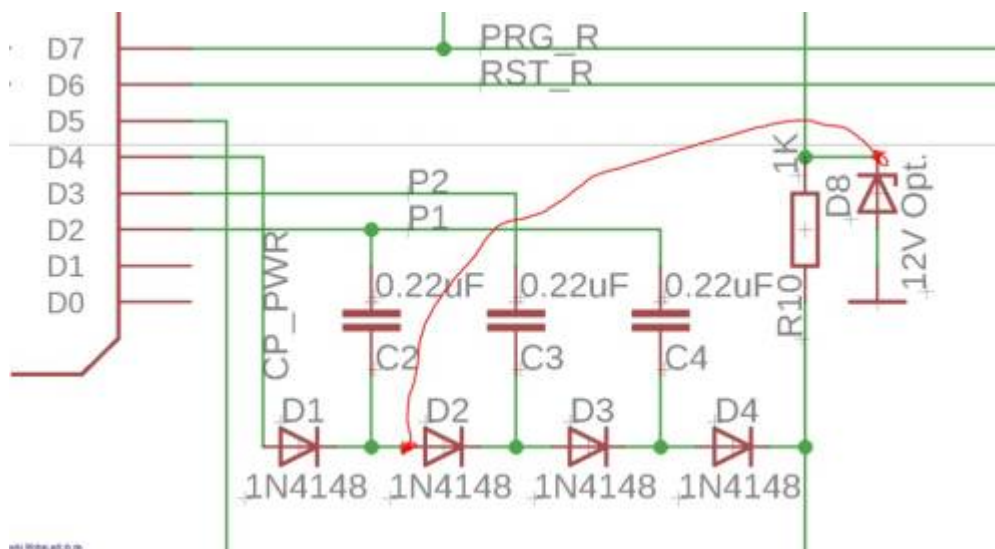 D7
PRG_R
D6
RST_R
D5
D4
D3
P2
D2
P1
D1
D0
CP_PWR
0.22uF
0.22uF
0.22uF
C2
C3
C4
1K
R10
D8
12V Opt.
D1
D2
D3
D4
1N4148
1N4148
1N4148
1N4148